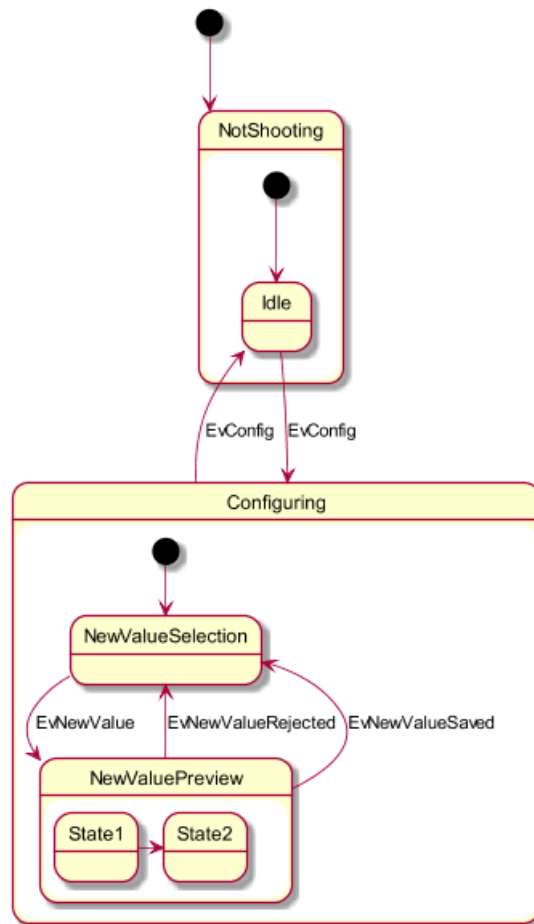 NotShooting
Idle
EvConfig EvConfig
Configuring
NewValueSelection
EvNewValue EvNewValueRejected EvNewValueSaved
NewValuePreview
State1 State2